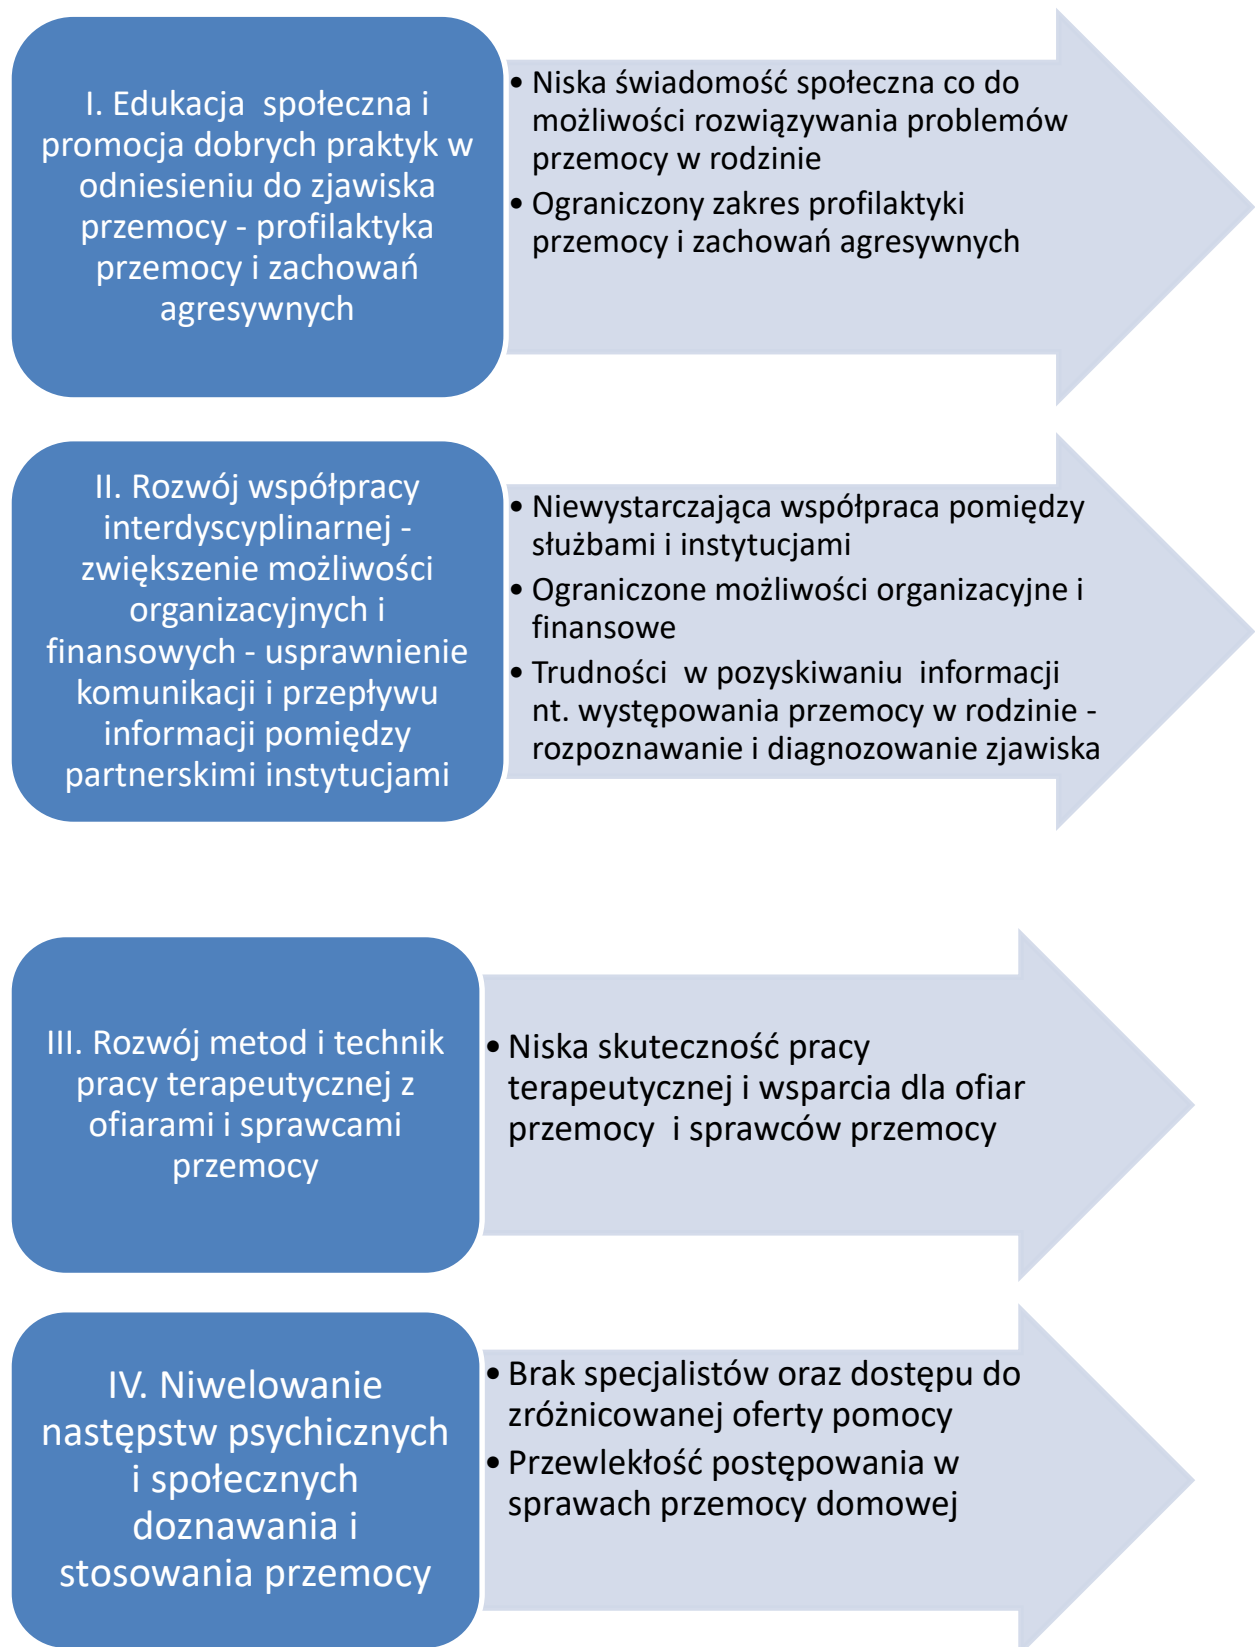 I. Edukacja  społeczna i
promocja dobrych praktyk w
odniesieniu do zjawiska
przemocy - profilaktyka
przemocy i zachowań
agresywnych
• Niska świadomość społeczna co do
możliwości rozwiązywania problemów
przemocy w rodzinie
• Ograniczony zakres profilaktyki
przemocy i zachowań agresywnych
II. Rozwój współpracy
interdyscyplinarnej -
zwiększenie możliwości
organizacyjnych i
finansowych - usprawnienie
komunikacji i przepływu
informacji pomiędzy
partnerskimi instytucjami
• Niewystarczająca współpraca pomiędzy
służbami i instytucjami
• Ograniczone możliwości organizacyjne i
finansowe
• Trudności  w pozyskiwaniu  informacji
nt. występowania przemocy w rodzinie -
rozpoznawanie i diagnozowanie zjawiska
III. Rozwój metod i technik
pracy terapeutycznej z
ofiarami i sprawcami
przemocy
• Niska skuteczność pracy
terapeutycznej i wsparcia dla ofiar
przemocy  i sprawców przemocy
IV. Niwelowanie
następstw psychicznych
i społecznych
doznawania i
stosowania przemocy
• Brak specjalistów oraz dostępu do
zróżnicowanej oferty pomocy
• Przewlekłość postępowania w
sprawach przemocy domowej